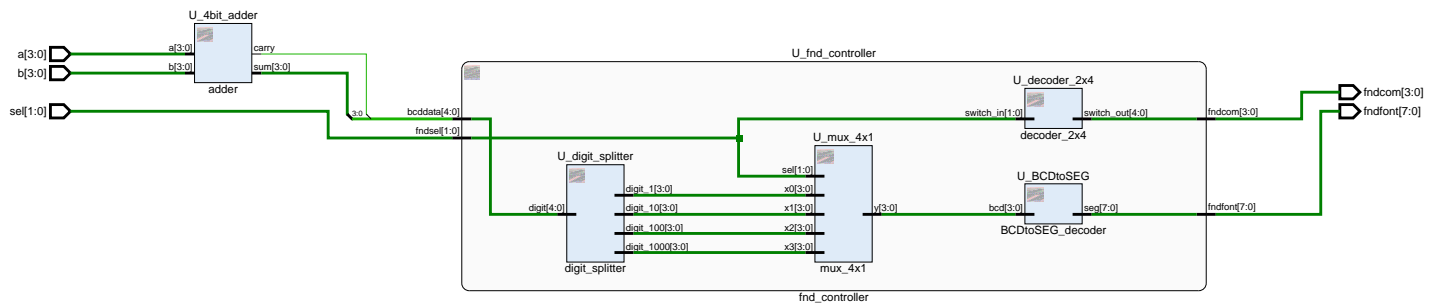 U_4bit_adder
a[3:0]
b[3:0]
sel[1:0]
a[3:0]
b[3:0]
carry
sum[3:0]
adder
3:0
U_fnd_controller
bcddata[4:0]
fndsel[1:0]
U_digit_splitter
digit[4:0]
digit_1[3:0]
digit_10[3:0]
digit_100[3:0]
digit_1000[3:0]
digit_splitter
U_mux_4x1
sel[1:0]
x0[3:0]
x1[3:0]
x2[3:0]
x3[3:0]
y[3:0]
mux_4x1
U_decoder_2x4
switch_in[1:0]
switch_out[4:0]
decoder_2x4
U_BCDtoSEG
bcd[3:0]
seg[7:0]
BCDtoSEG_decoder
fndcom[3:0]
fndfont[7:0]
fnd_controller
fndcom[3:0]
fndfont[7:0]